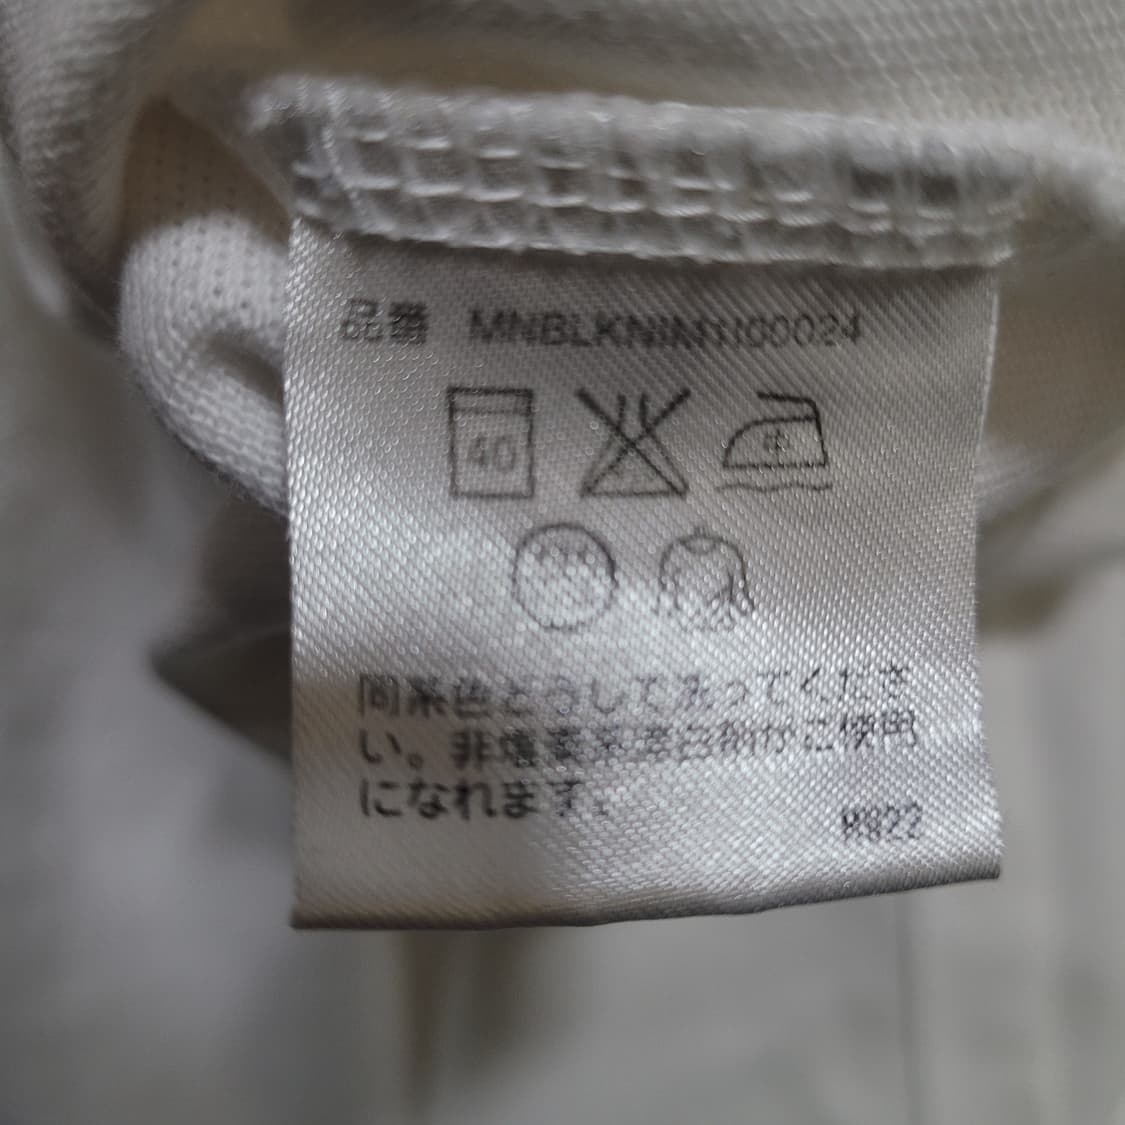 品番
40
中
同系色どうしで洗ってくださ
い。非塩素系漂白剤がご使用
になれます。